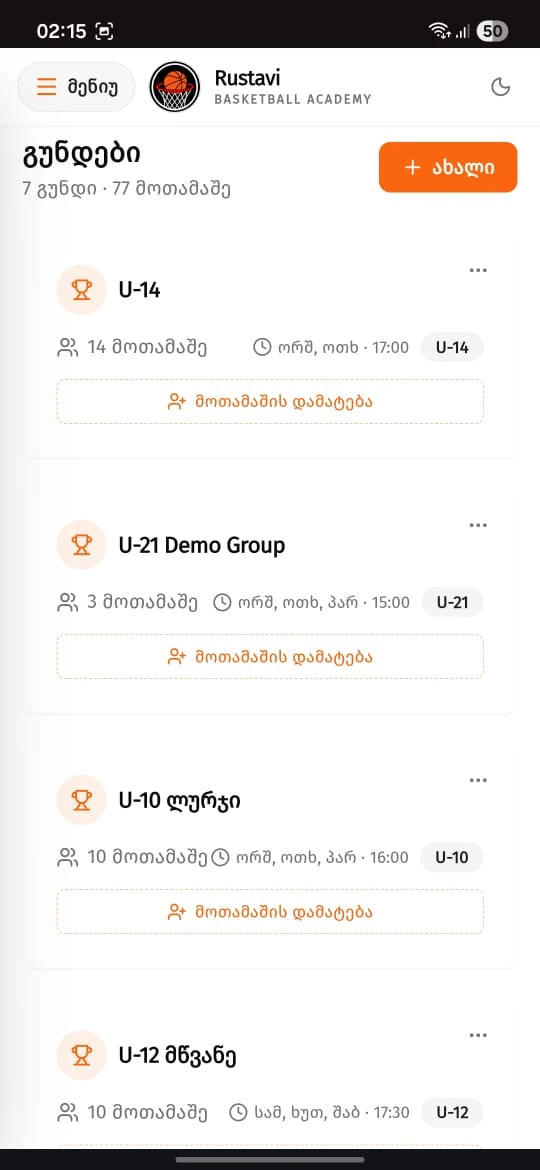 02:15
50
მენიუ
Rustavi
BASKETBALL ACADEMY
გუნდები
7 გუნდი · 77 მოთამაშე
+ ახალი
U-14
14 მოთამაშე
ორშ, ოთხ · 17:00
U-14
მოთამაშის დამატება
U-21 Demo Group
3 მოთამაშე
ორშ, ოთხ, პარ · 15:00
U-21
მოთამაშის დამატება
U-10 ლურჯი
10 მოთამაშე
ორშ, ოთხ, პარ · 16:00
U-10
მოთამაშის დამატება
U-12 მწვანე
10 მოთამაშე
სამ, ხუთ, შაბ · 17:30
U-12